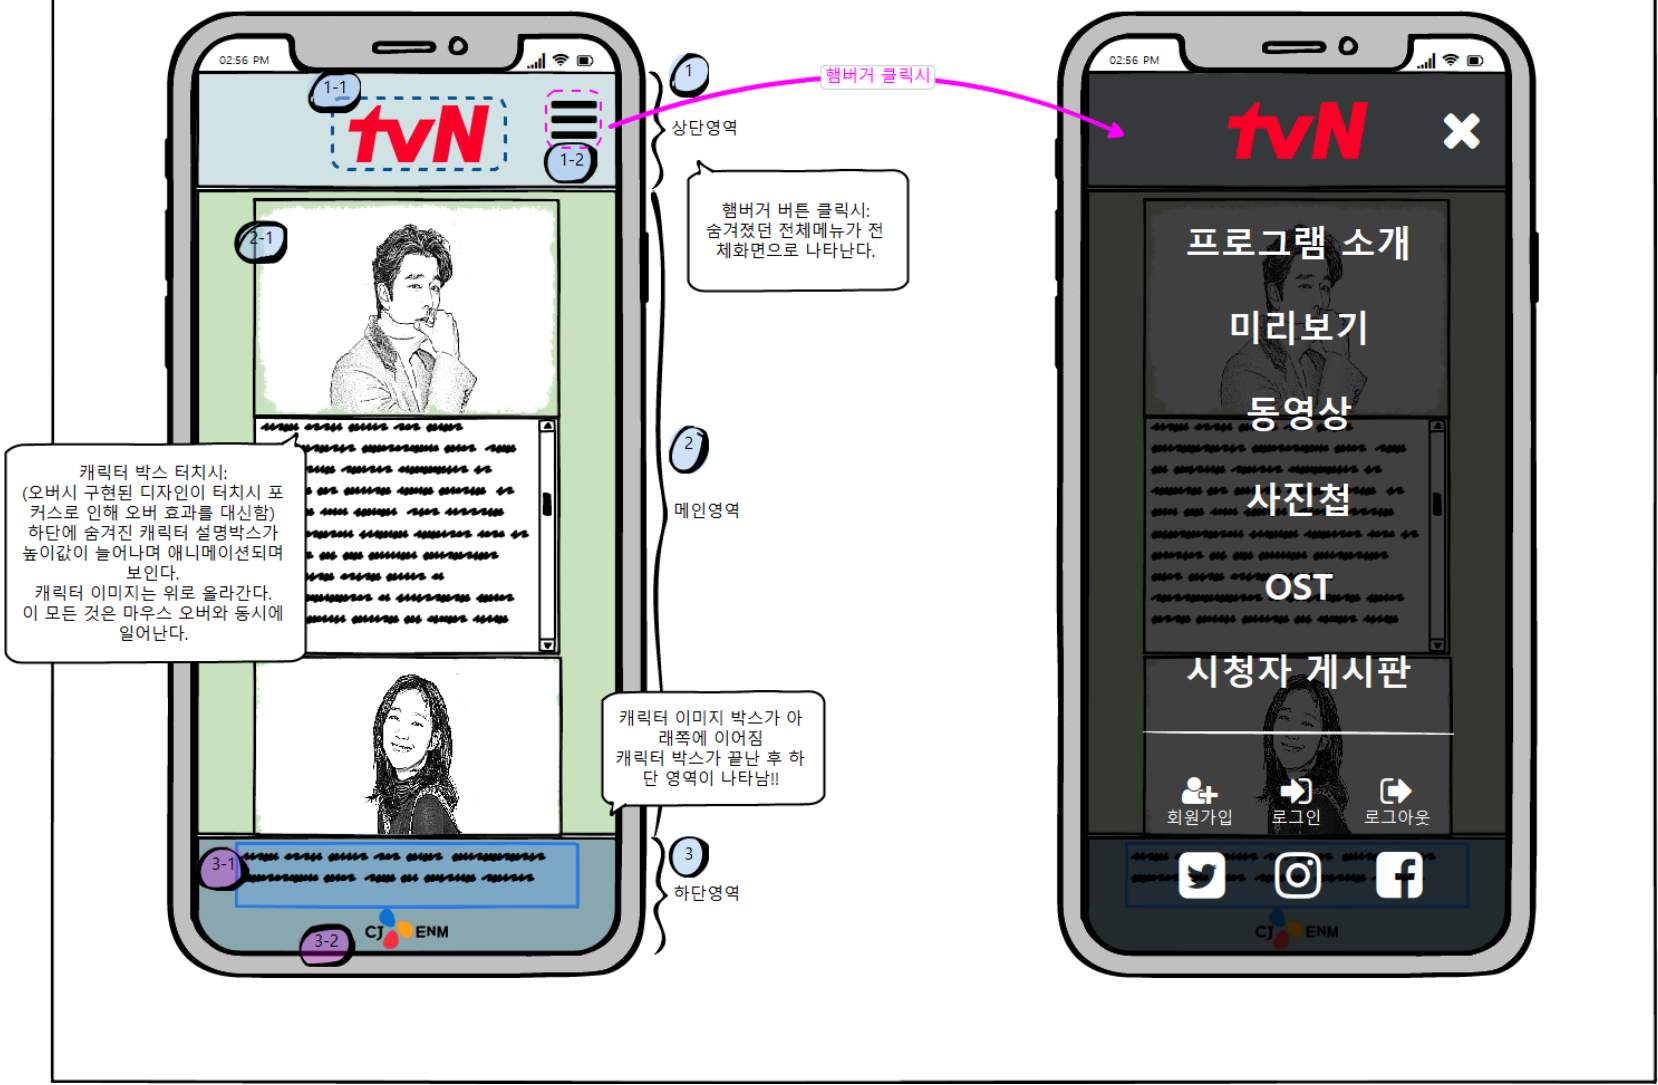 02:56 PM
1-1
tvN
1-2
1
상단영역
햄버거 클릭시
햄버거 버튼 클릭시:
숨겨졌던 전체메뉴가 전
체화면으로 나타난다.
2-1
2
메인영역
캐릭터 박스 터치시:
(오버시 구현된 디자인이 터치시 포
커스로 인해 오버 효과를 대신함)
하단에 숨겨진 캐릭터 설명박스가
높이값이 늘어나며 애니메이션되며
보인다.
캐릭터 이미지는 위로 올라간다.
이 모든 것은 마우스 오버와 동시에
일어난다.
캐릭터 이미지 박스가 아
래쪽에 이어짐
캐릭터 박스가 끝난 후 하
단 영역이 나타남!!
3
하단영역
3-1
3-2
CJ ENM
02:56 PM
tvN
프로그램 소개
미리보기
동영상
사진첩
OST
시청자 게시판
회원가입
로그인
로그아웃
CJ ENM